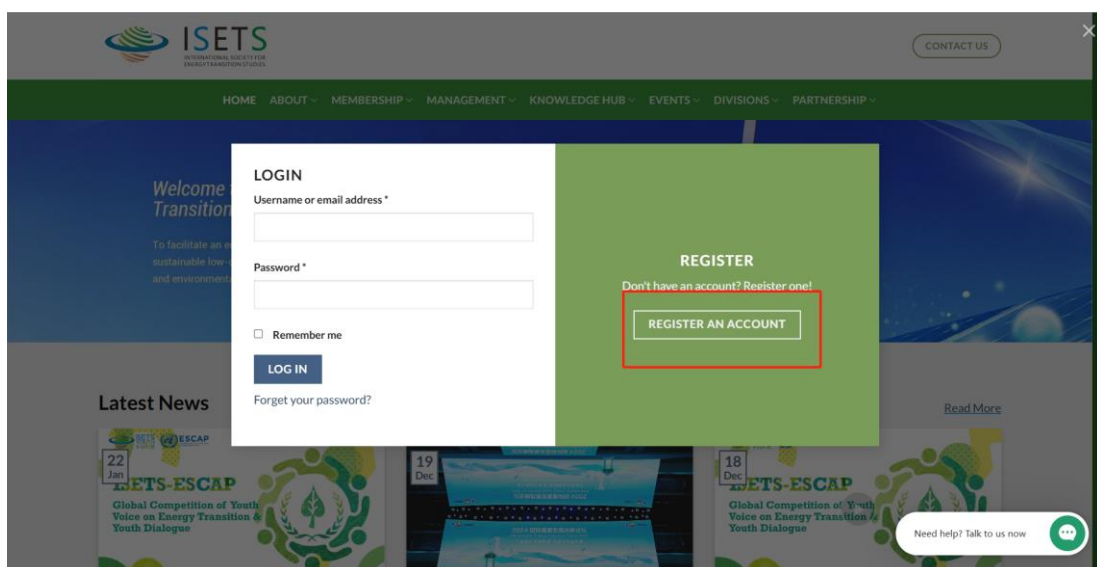 ISETS
INTERNATIONAL SOCIETY FOR
ENERGY TRANSITION STUDIES
CONTACT US
HOME ABOUT MEMBERSHIP MANAGEMENT KNOWLEDGE HUB EVENTS DIVISIONS PARTNERSHIP
Welcome
Transition
To facilitate an
sustainable low-
and environment
LOGIN
Username or email address *
Password *
Remember me
LOG IN
Forget your password?
REGISTER
Don't have an account? Register one!
REGISTER AN ACCOUNT
Latest News
Read More
ESCAP
22
Jan
ISETS-ESCAP
Global Competition of Youth
Voice on Energy Transition &
Youth Dialogue
19
Dec
18
Dec
ISETS-ESCAP
Global Competition of Youth
Voice on Energy Transition &
Youth Dialogue
Need help? Talk to us now